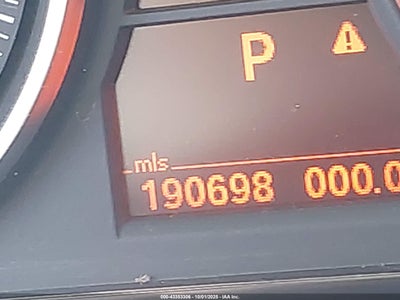 P
mls
190698 000.0
000-43353306 - 10/01/2025 - IAA Inc.